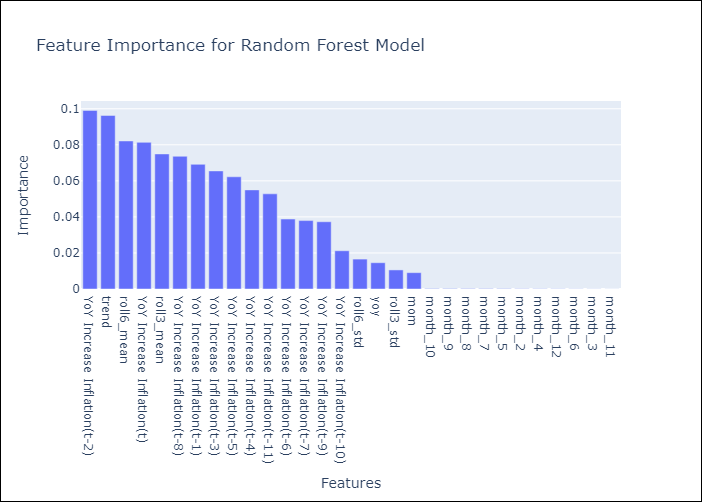 Feature Importance for Random Forest Model
0.1
0.08
0.06
0.04
0.02
0
Importance
YoY Increase Inflation(t-2)
trend
roll6_mean
YoY Increase Inflation(t)
roll3_mean
YoY Increase Inflation(t-8)
YoY Increase Inflation(t-1)
YoY Increase Inflation(t-3)
YoY Increase Inflation(t-5)
YoY Increase Inflation(t-4)
YoY Increase Inflation(t-11)
YoY Increase Inflation(t-6)
YoY Increase Inflation(t-7)
YoY Increase Inflation(t-9)
YoY Increase Inflation(t-10)
roll6_std
yoy
roll3_std
mom
month_10
month_9
month_8
month_7
month_5
month_2
month_4
month_12
month_6
month_3
month_11
Features